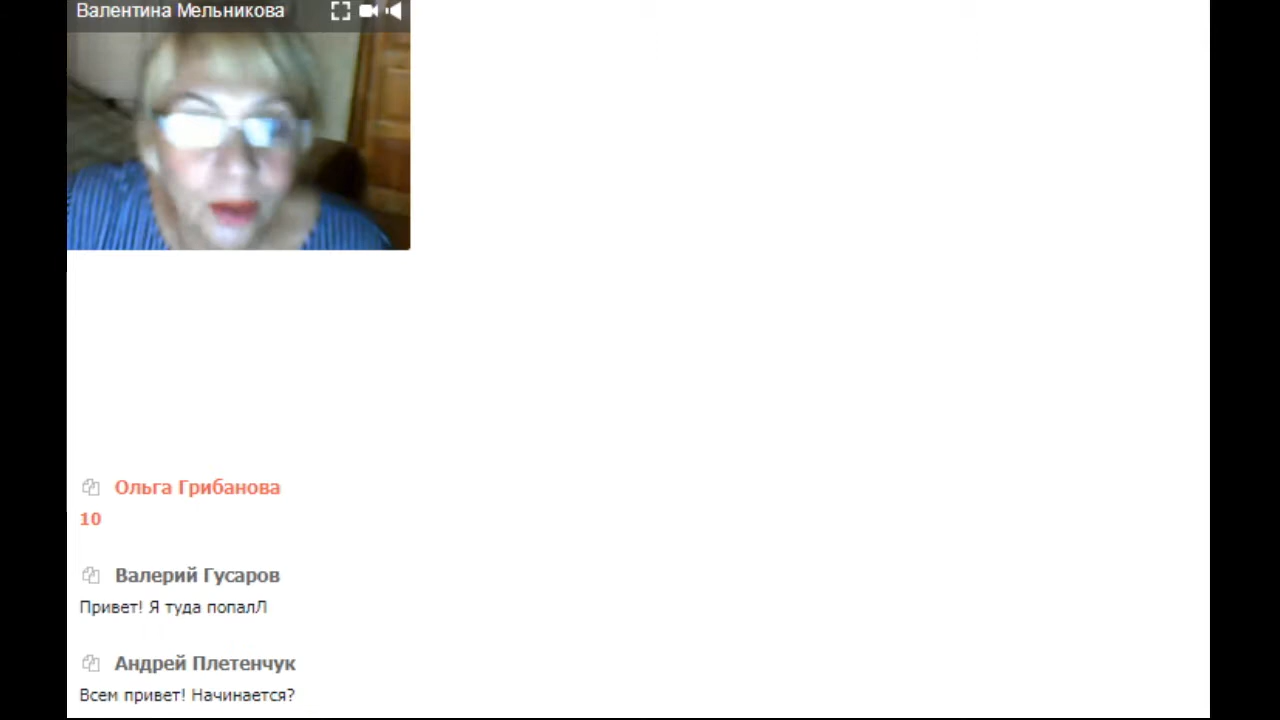 Валентина Мельникова
Ольга Грибанова
10
Валерий Гусаров
Привет! Я туда попалЛ
Андрей Плетенчук
Всем привет! Начинается?